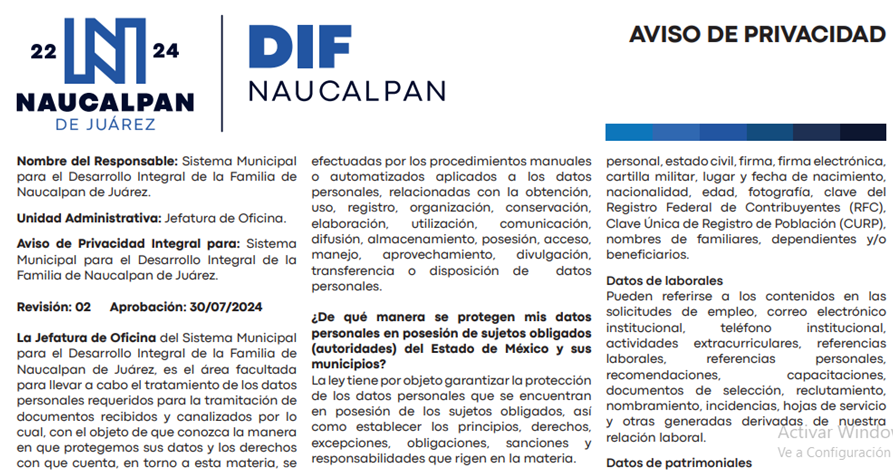 22 24
NAUCALPAN
DE JUÁREZ
DIF
NAUCALPAN
AVISO DE PRIVACIDAD
Nombre del Responsable: Sistema Municipal
para el Desarrollo Integral de la Familia de
Naucalpan de Juárez.
Unidad Administrativa: Jefatura de Oficina.
Aviso de Privacidad Integral para: Sistema
Municipal para el Desarrollo Integral de la
Familia de Naucalpan de Juárez.
Revisión: 02 Aprobación: 30/07/2024
La Jefatura de Oficina del Sistema Municipal
para el Desarrollo Integral de la Familia de
Naucalpan de Juárez, es el área facultada
para llevar a cabo el tratamiento de los datos
personales requeridos para la tramitación de
documentos recibidos y canalizados por lo
cual, con el objeto de que conozca la manera
en que protegemos sus datos y los derechos
con que cuenta, en torno a esta materia, se
efectuadas por los procedimientos manuales
o automatizados aplicados a los datos
personales, relacionadas con la obtención,
uso, registro, organización, conservación,
elaboración, utilización, comunicación,
difusión, almacenamiento, posesión, acceso,
manejo, aprovechamiento, divulgación,
transferencia o disposición de datos
personales.
¿De qué manera se protegen mis datos
personales en posesión de sujetos obligados
(autoridades) del Estado de México y sus
municipios?
La ley tiene por objeto garantizar la protección
de los datos personales que se encuentran
en posesión de los sujetos obligados, así
como establecer los principios, derechos,
excepciones, obligaciones, sanciones y
responsabilidades que rigen en la materia.
personal, estado civil, firma, firma electrónica,
cartilla militar, lugar y fecha de nacimiento,
nacionalidad, edad, fotografía, clave del
Registro Federal de Contribuyentes (RFC),
Clave Única de Registro de Población (CURP),
nombres de familiares, dependientes y/o
beneficiarios.
Datos de laborales
Pueden referirse a los contenidos en las
solicitudes de empleo, correo electrónico
institucional, teléfono institucional,
actividades extracurriculares, referencias
laborales, referencias personales,
recomendaciones, capacitaciones,
documentos de selección, reclutamiento,
nombramiento, incidencias, hojas de servicio
y otras generadas derivadas de nuestra
relación laboral.
Datos de patrimoniales
Activar Window
Ve a Configuración